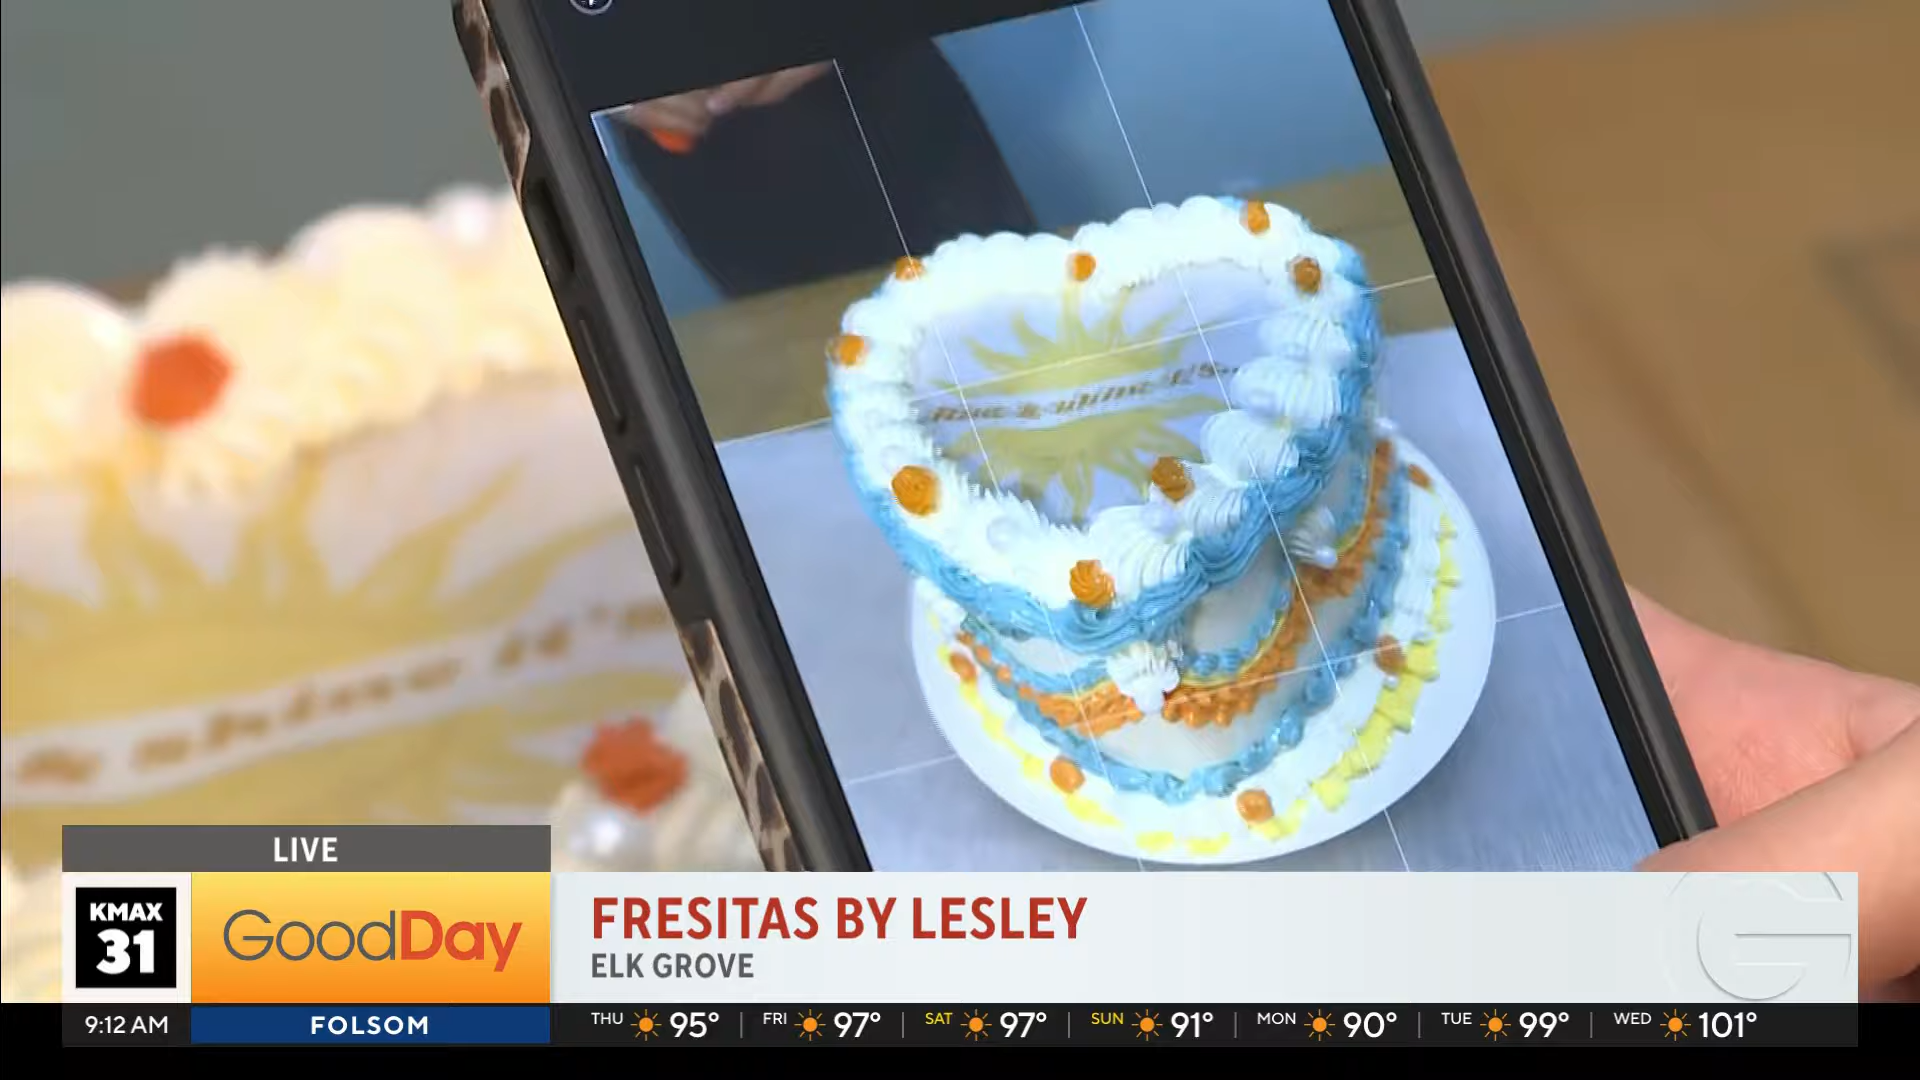 LIVE
KMAX
31
GoodDay
FRESITAS BY LESLEY
ELK GROVE
9:12 AM
FOLSOM
THU 95° | FRI 97° | SAT 97° | SUN 91° | MON 90° | TUE 99° | WED 101°